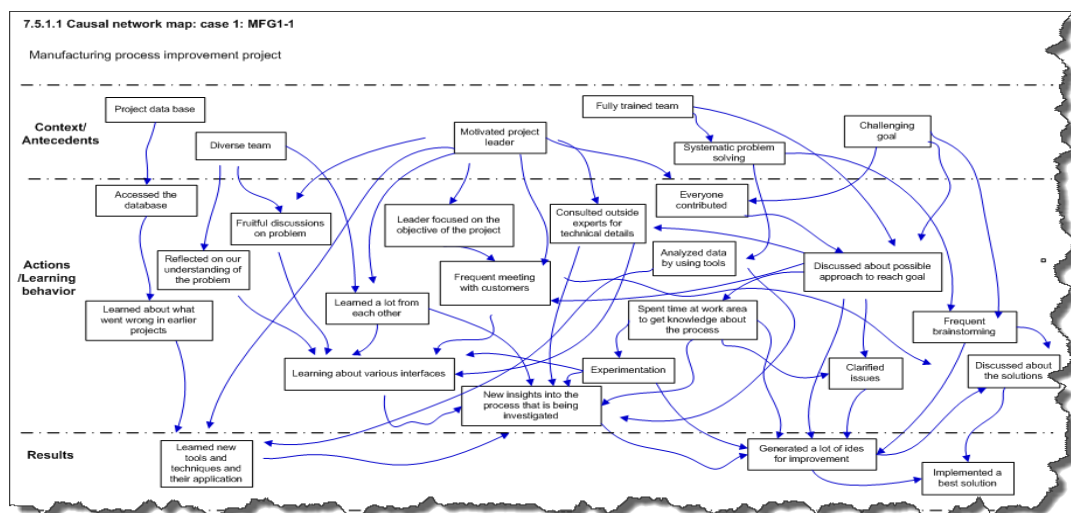 7.5.1.1 Causal network map: case 1: MFG1-1
Manufacturing process improvement project
Context/
Antecedents
Project data base
Diverse team
Motivated project
leader
Fully trained team
Systematic problem
solving
Challenging
goal
Actions
/Learning
behavior
Accessed the
database
Fruitful discussions
on problem
Leader focused on the
objective of the project
Consulted outside
experts for
technical details
Everyone
contributed
Reflected on our
understanding of
the problem
Frequent meeting
with customers
Analyzed data
by using tools
Discussed about possible
approach to reach goal
Learned about what
went wrong in earlier
projects
Learned a lot from
each other
Spent time at work area
to get knowledge about
the process
Frequent
brainstorming
Learning about various interfaces
Experimentation
Clarified
issues
Discussed about
the solutions
New insights into the
process that is being
investigated
Results
Learned new
tools and
techniques and
their application
Generated a lot of ides
for improvement
Implemented a
best solution